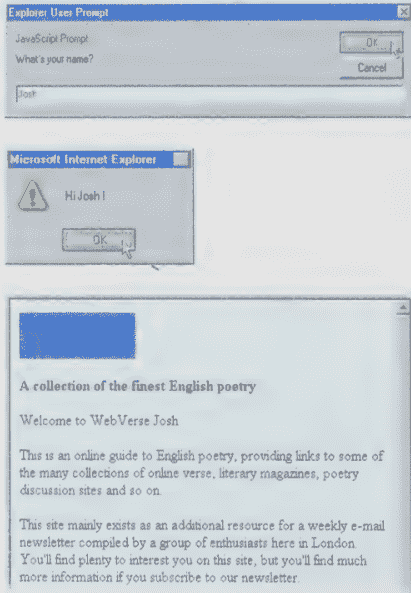 Explorer User Prompt
JavaScript Prompt
What's your name?
OK
Cancel
Josh
Microsoft Internet Explorer
Hi Josh !
OK
A collection of the finest English poetry
Welcome to WebVerse Josh
This is an online guide to English poetry, providing links to some of
the many collections of online verse, literary magazines, poetry
discussion sites and so on.
This site mainly exists as an additional resource for a weekly e-mail
newsletter compiled by a group of enthusiasts here in London.
You'll find plenty to interest you on this site, but you'll find much
more information if you subscribe to our newsletter.